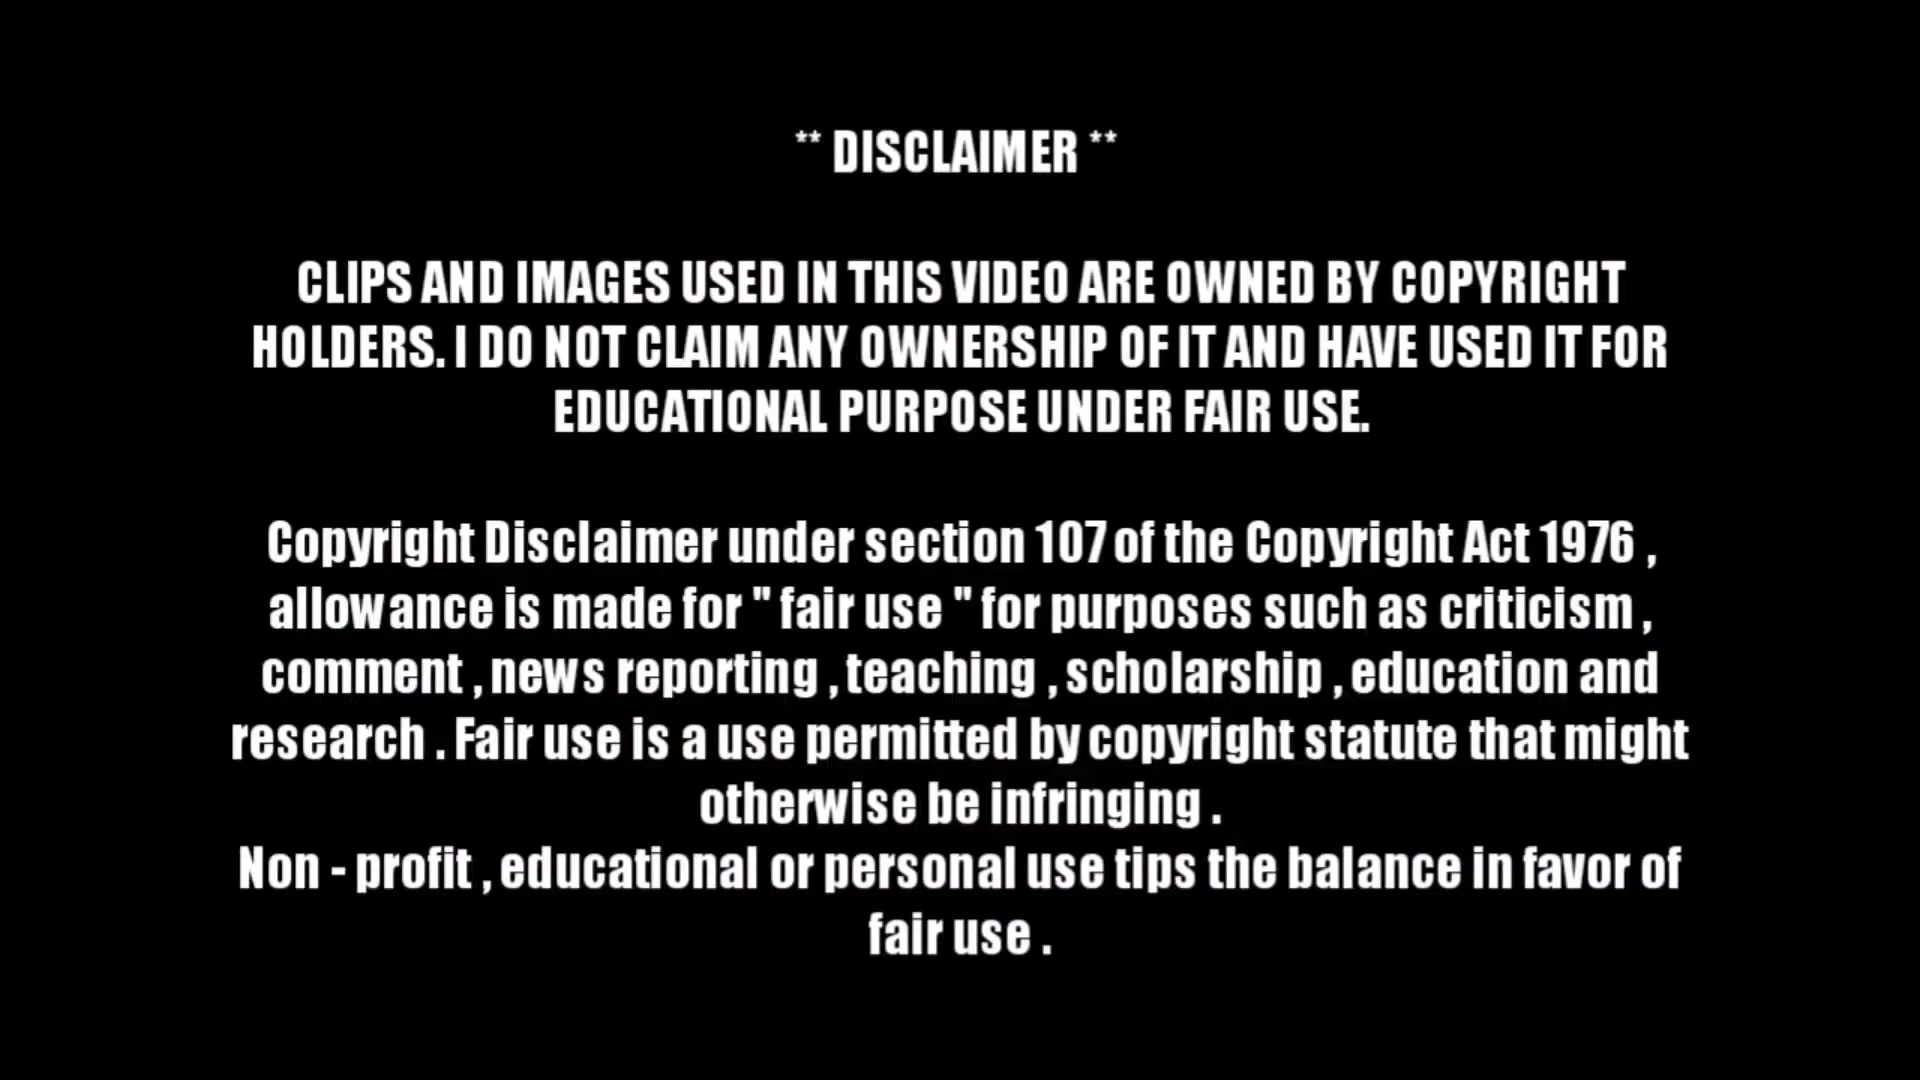 ** DISCLAIMER **
CLIPS AND IMAGES USED IN THIS VIDEO ARE OWNED BY COPYRIGHT
HOLDERS. I DO NOT CLAIM ANY OWNERSHIP OF IT AND HAVE USED IT FOR
EDUCATIONAL PURPOSE UNDER FAIR USE.
Copyright Disclaimer under section 107 of the Copyright Act 1976 ,
allowance is made for " fair use " for purposes such as criticism ,
comment , news reporting , teaching , scholarship , education and
research . Fair use is a use permitted by copyright statute that might
otherwise be infringing .
Non - profit , educational or personal use tips the balance in favor of
fair use .